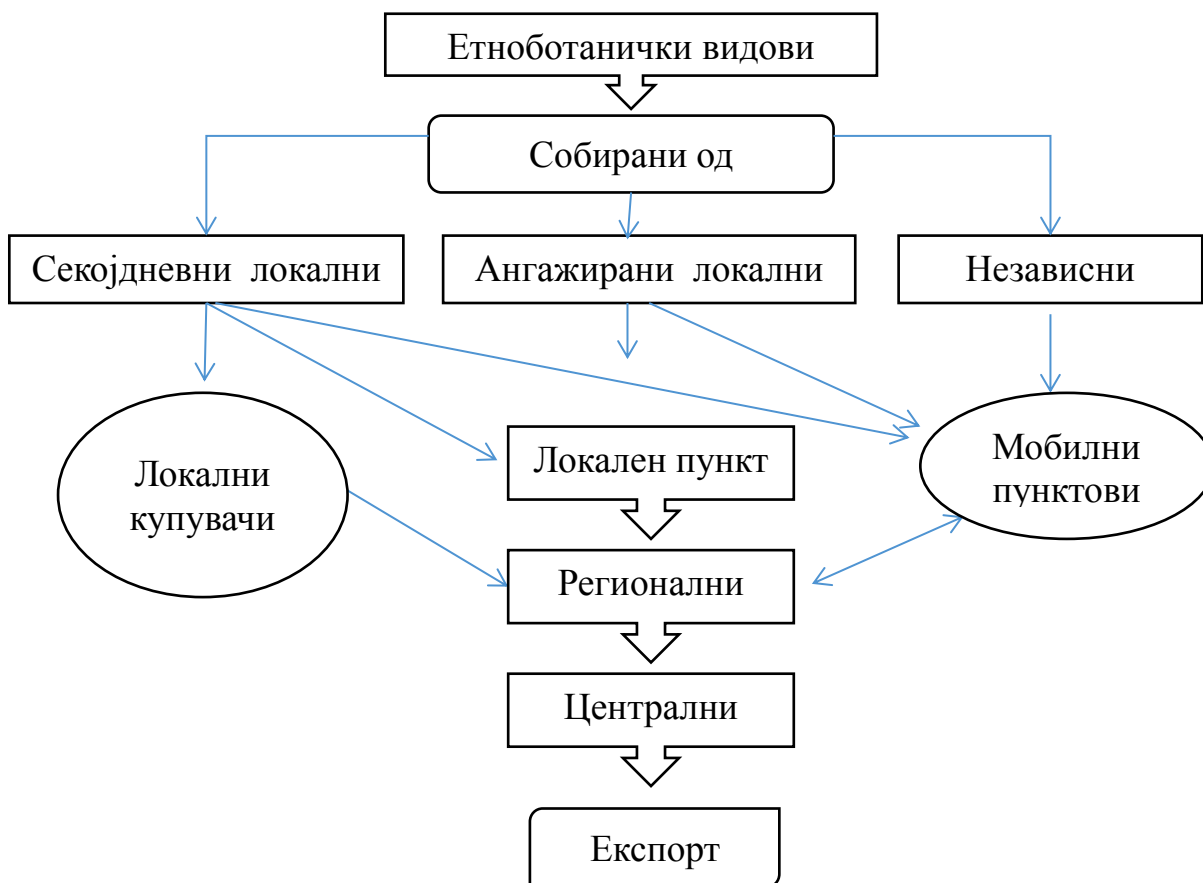 Етноботанички видови
Собирани од
Секојдневни локални
Ангажирани локални
Независни
Локални
купувачи
Локален пункт
Мобилни
пунктови
Регионални
Централни
Експорт